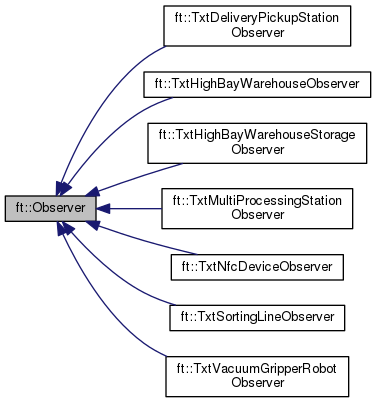 ft::TxtDeliveryPickupStation
Observer
ft::TxtHighBayWarehouseObserver
ft::TxtHighBayWarehouseStorage
Observer
ft::Observer
ft::TxtMultiProcessingStation
Observer
ft::TxtNfcDeviceObserver
ft::TxtSortingLineObserver
ft::TxtVacuumGripperRobot
Observer